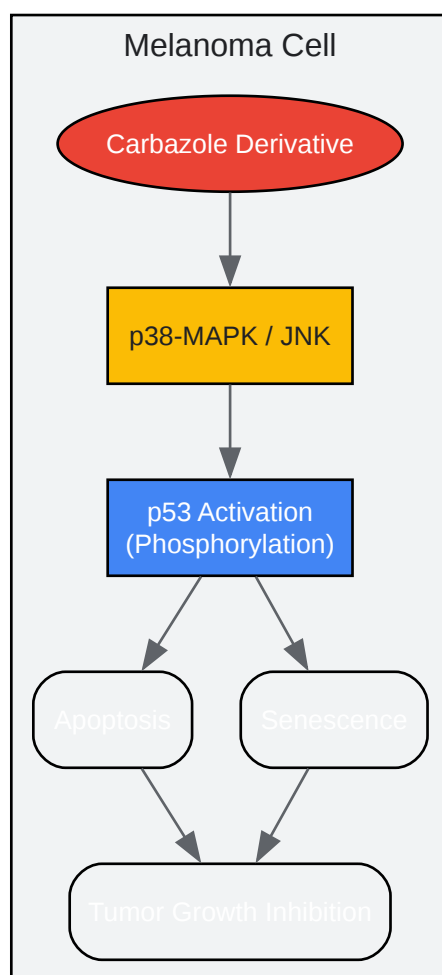 Melanoma Cell
Carbazole Derivative
p38-MAPK / JNK
p53 Activation
(Phosphorylation)
Apoptosis
Senescence
Tumor Growth Inhibition